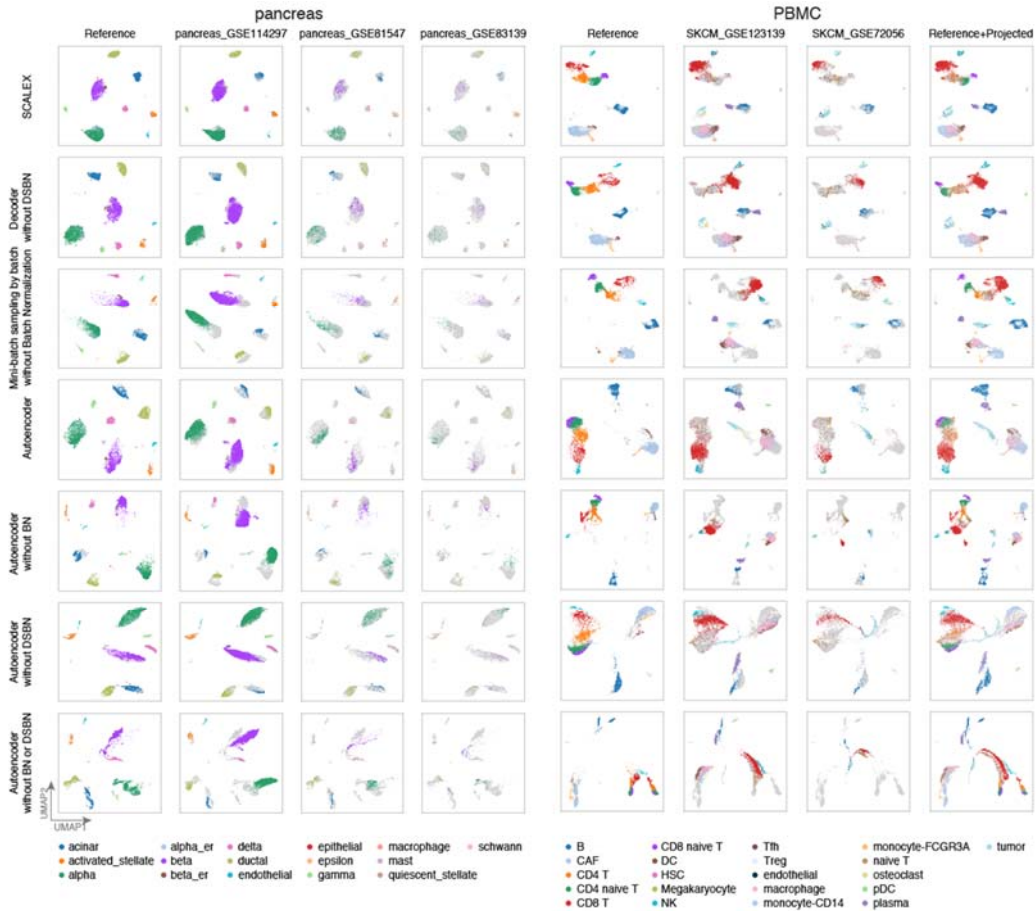 pancreas PBMC
Reference pancreas_GSE114297 pancreas_GSE81547 pancreas_GSE83139 Reference SKCM_GSE123139 SKCM_GSE72056 Reference+Projected
SCALEX
Decoder
without DSBN
Mini-batch sampling by batch
without Batch Normalization
Autoencoder
Autoencoder
without BN
Autoencoder
without DSBN
Autoencoder
without BN or DSBN
UMAP2
UMAP1
acinar alpha_er delta epithelial macrophage schwann
activated_stellate beta ductal epsilon mast
alpha beta_er endothelial gamma quiescent_stellate
B CD8 naive T Tfh monocyte-FCGR3A tumor
CAF DC Treg naive T
CD4 T HSC endothelial osteoclast
CD4 naive T Megakaryocyte macrophage pDC
CD8 T NK monocyte-CD14 plasma